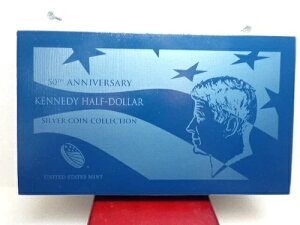 50TH ANNIVERSARY
KENNEDY HALF-DOLLAR
SILVER COIN COLLECTION
UNITED STATES MINT